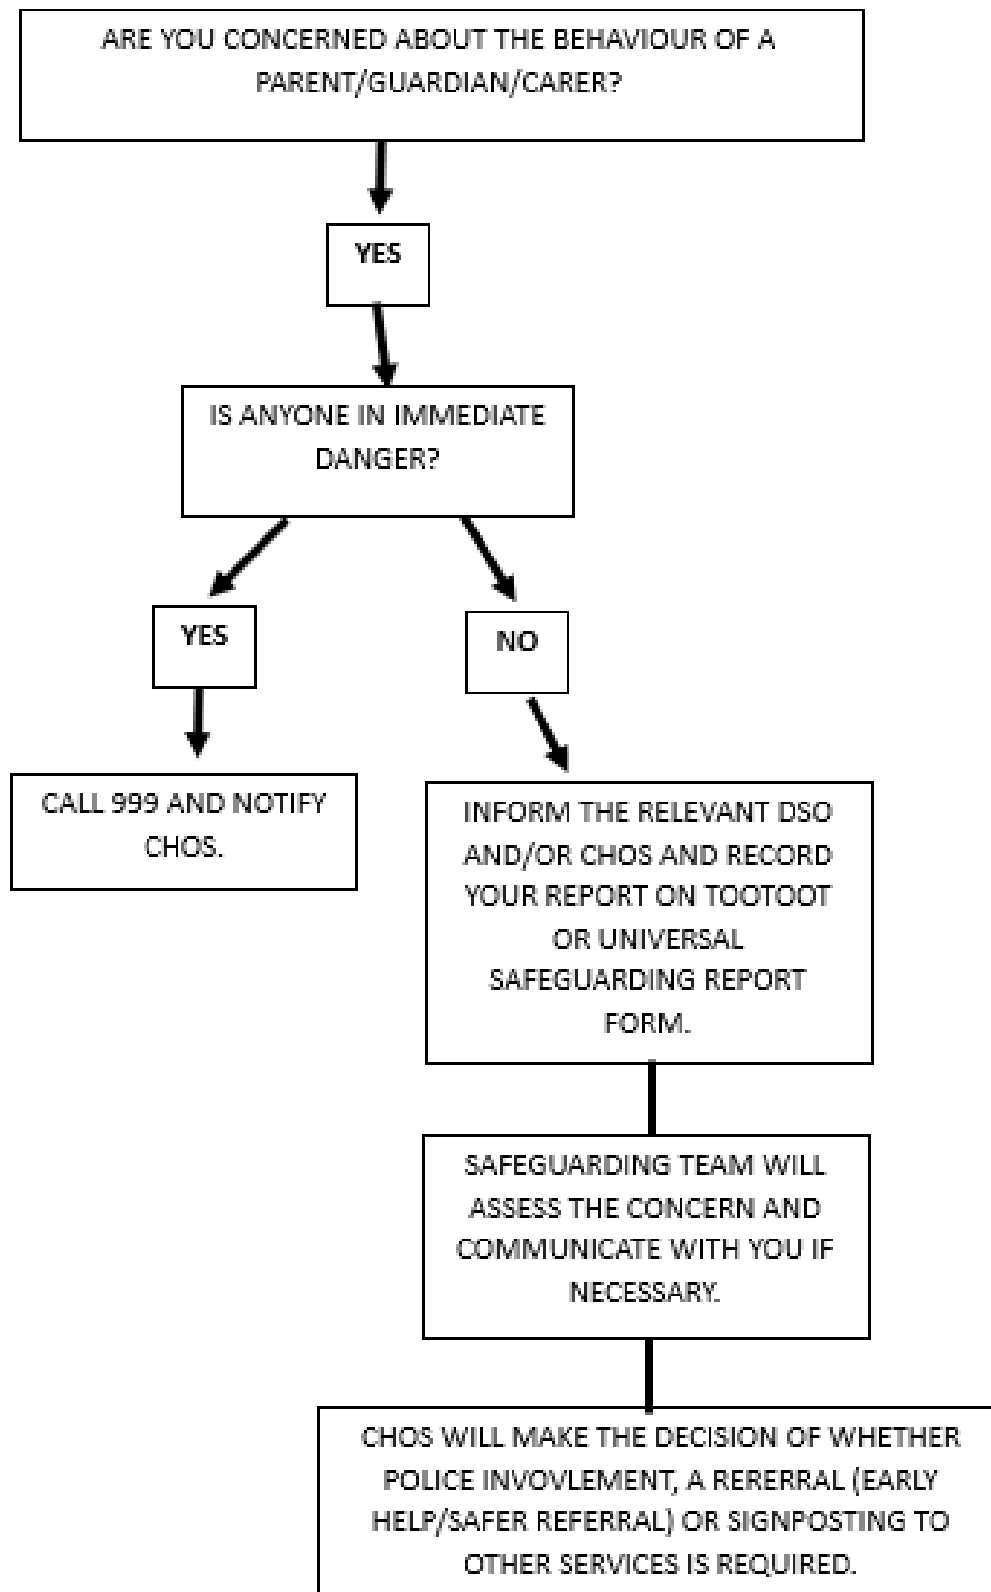 ARE YOU CONCERNED ABOUT THE BEHAVIOUR OF A
PARENT/GUARDIAN/CARER?
YES
IS ANYONE IN IMMEDIATE
DANGER?
YES
NO
CALL 999 AND NOTIFY
CHOS.
INFORM THE RELEVANT DSO
AND/OR CHOS AND RECORD
YOUR REPORT ON TOOTOOT
OR UNIVERSAL
SAFEGUARDING REPORT
FORM.
SAFEGUARDING TEAM WILL
ASSESS THE CONCERN AND
COMMUNICATE WITH YOU IF
NECESSARY.
CHOS WILL MAKE THE DECISION OF WHETHER
POLICE INVOVLEMENT, A RERERRAL (EARLY
HELP/SAFER REFERRAL) OR SIGNPOSTING TO
OTHER SERVICES IS REQUIRED.